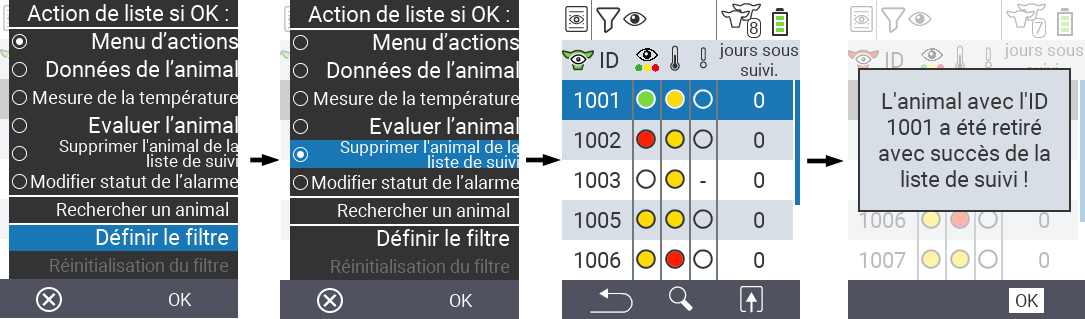 Action de liste si OK :
Menu d'actions
Données de l'animal
Mesure de la température
Evaluer l'animal
Supprimer l'animal de la
liste de suivi
Modifier statut de l'alarme
Rechercher un animal
Définir le filtre
Réinitialisation du filtre
OK
Action de liste si OK :
Menu d'actions
Données de l'animal
Mesure de la température
Evaluer l'animal
Supprimer l'animal de la
liste de suivi
Modifier statut de l'alarme
Rechercher un animal
Définir le filtre
Réinitialisation du filtre
OK
8
ID jours sous
suivi.
1001 0
1002 0
1003 - 0
1005 0
1006 0
7
ID jours sous
suivi.
L'animal avec l'ID
1001 a été retiré
avec succès de la
liste de suivi !
1006 0
1007 0
OK